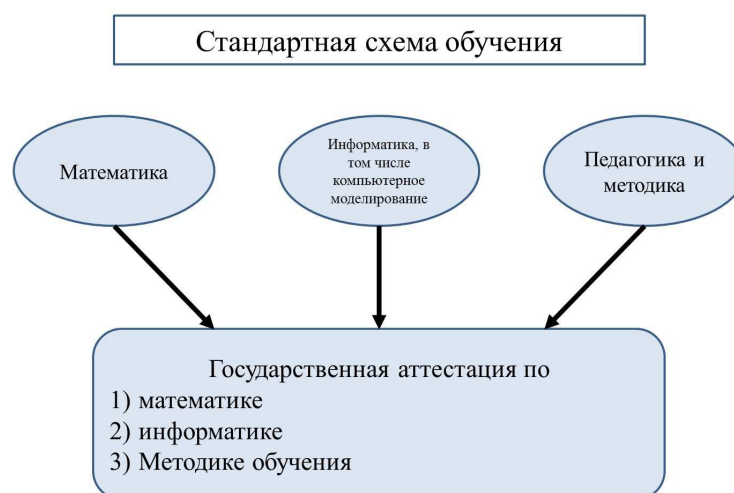 Стандартная схема обучения
Математика
Информатика, в
том числе
компьютерное
моделирование
Педагогика и
методика
Государственная аттестация по
1) математике
2) информатике
3) Методике обучения